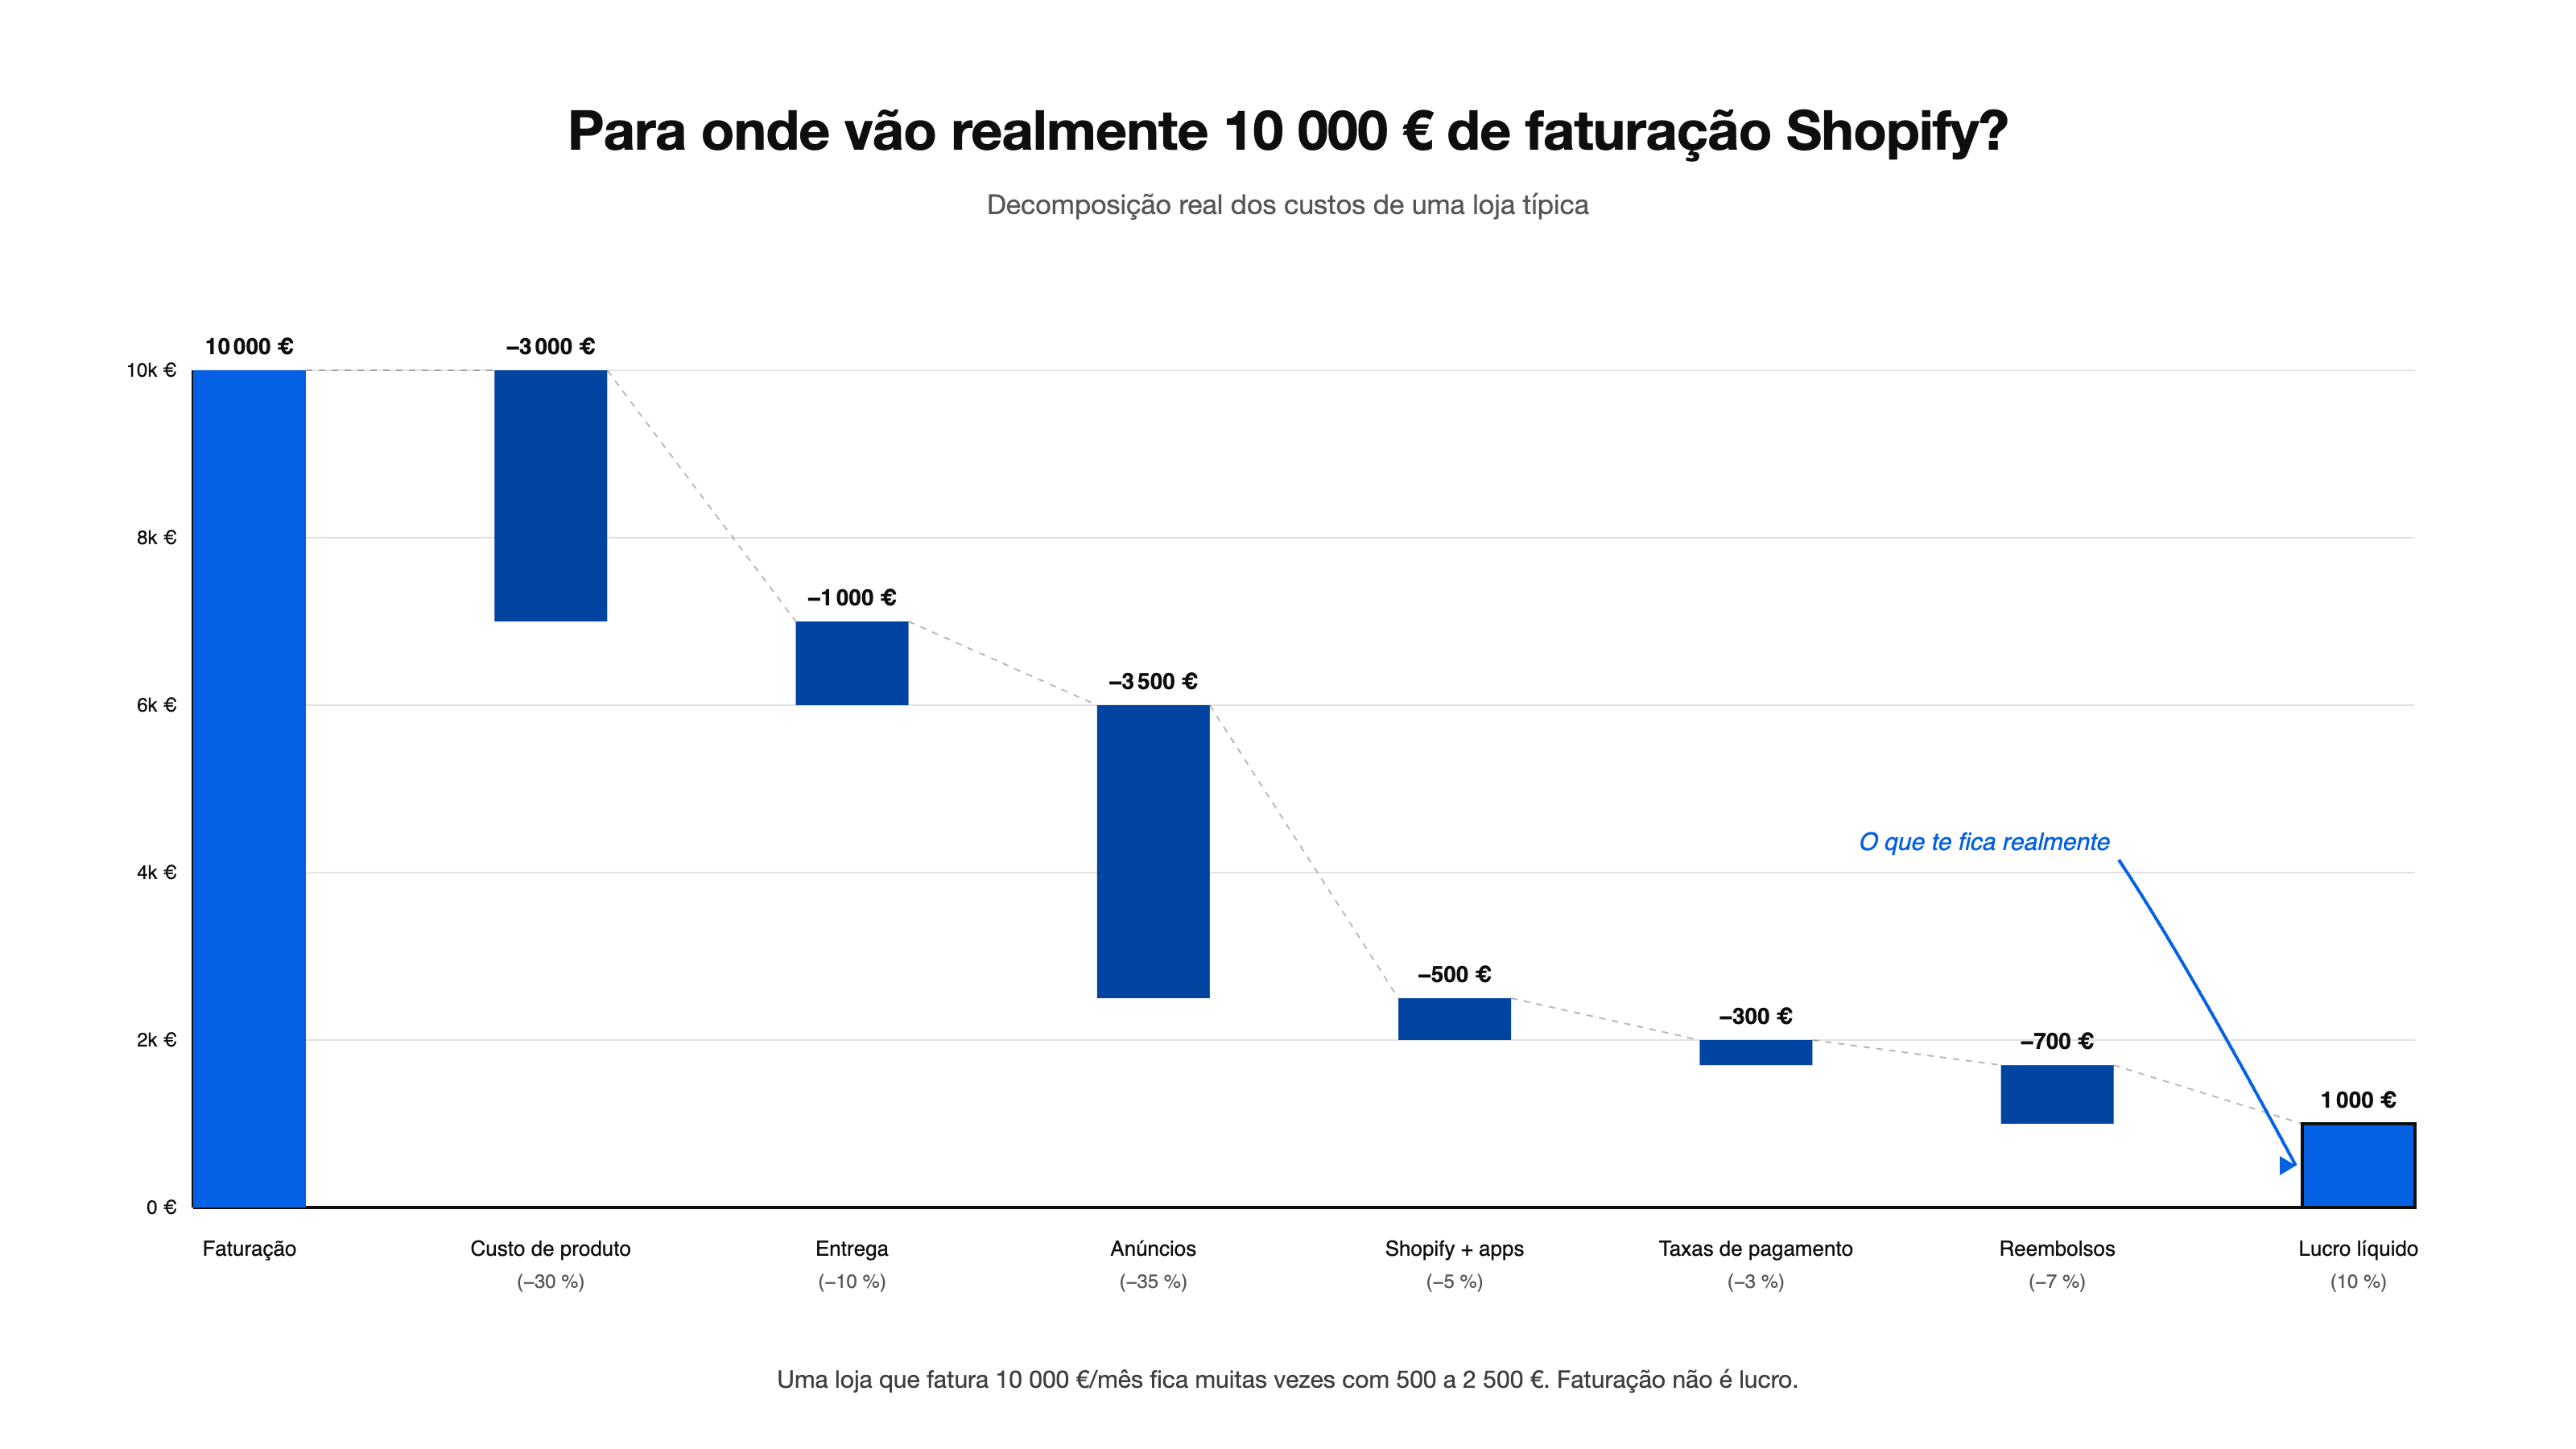 Para onde vão realmente 10 000 € de faturação Shopify?
Decomposição real dos custos de uma loja típica
10 000 €
–3 000 €
10k €
8k €
–1 000 €
–3 500 €
6k €
O que te fica realmente
4k €
–500 €
–300 €
2k €
–700 €
1 000 €
0 €
Faturação
Custo de produto
(–30 %)
Entrega
(–10 %)
Anúncios
(–35 %)
Shopify + apps
(–5 %)
Taxas de pagamento
(–3 %)
Reembolsos
(–7 %)
Lucro líquido
(10 %)
Uma loja que fatura 10 000 €/mês fica muitas vezes com 500 a 2 500 €. Faturação não é lucro.